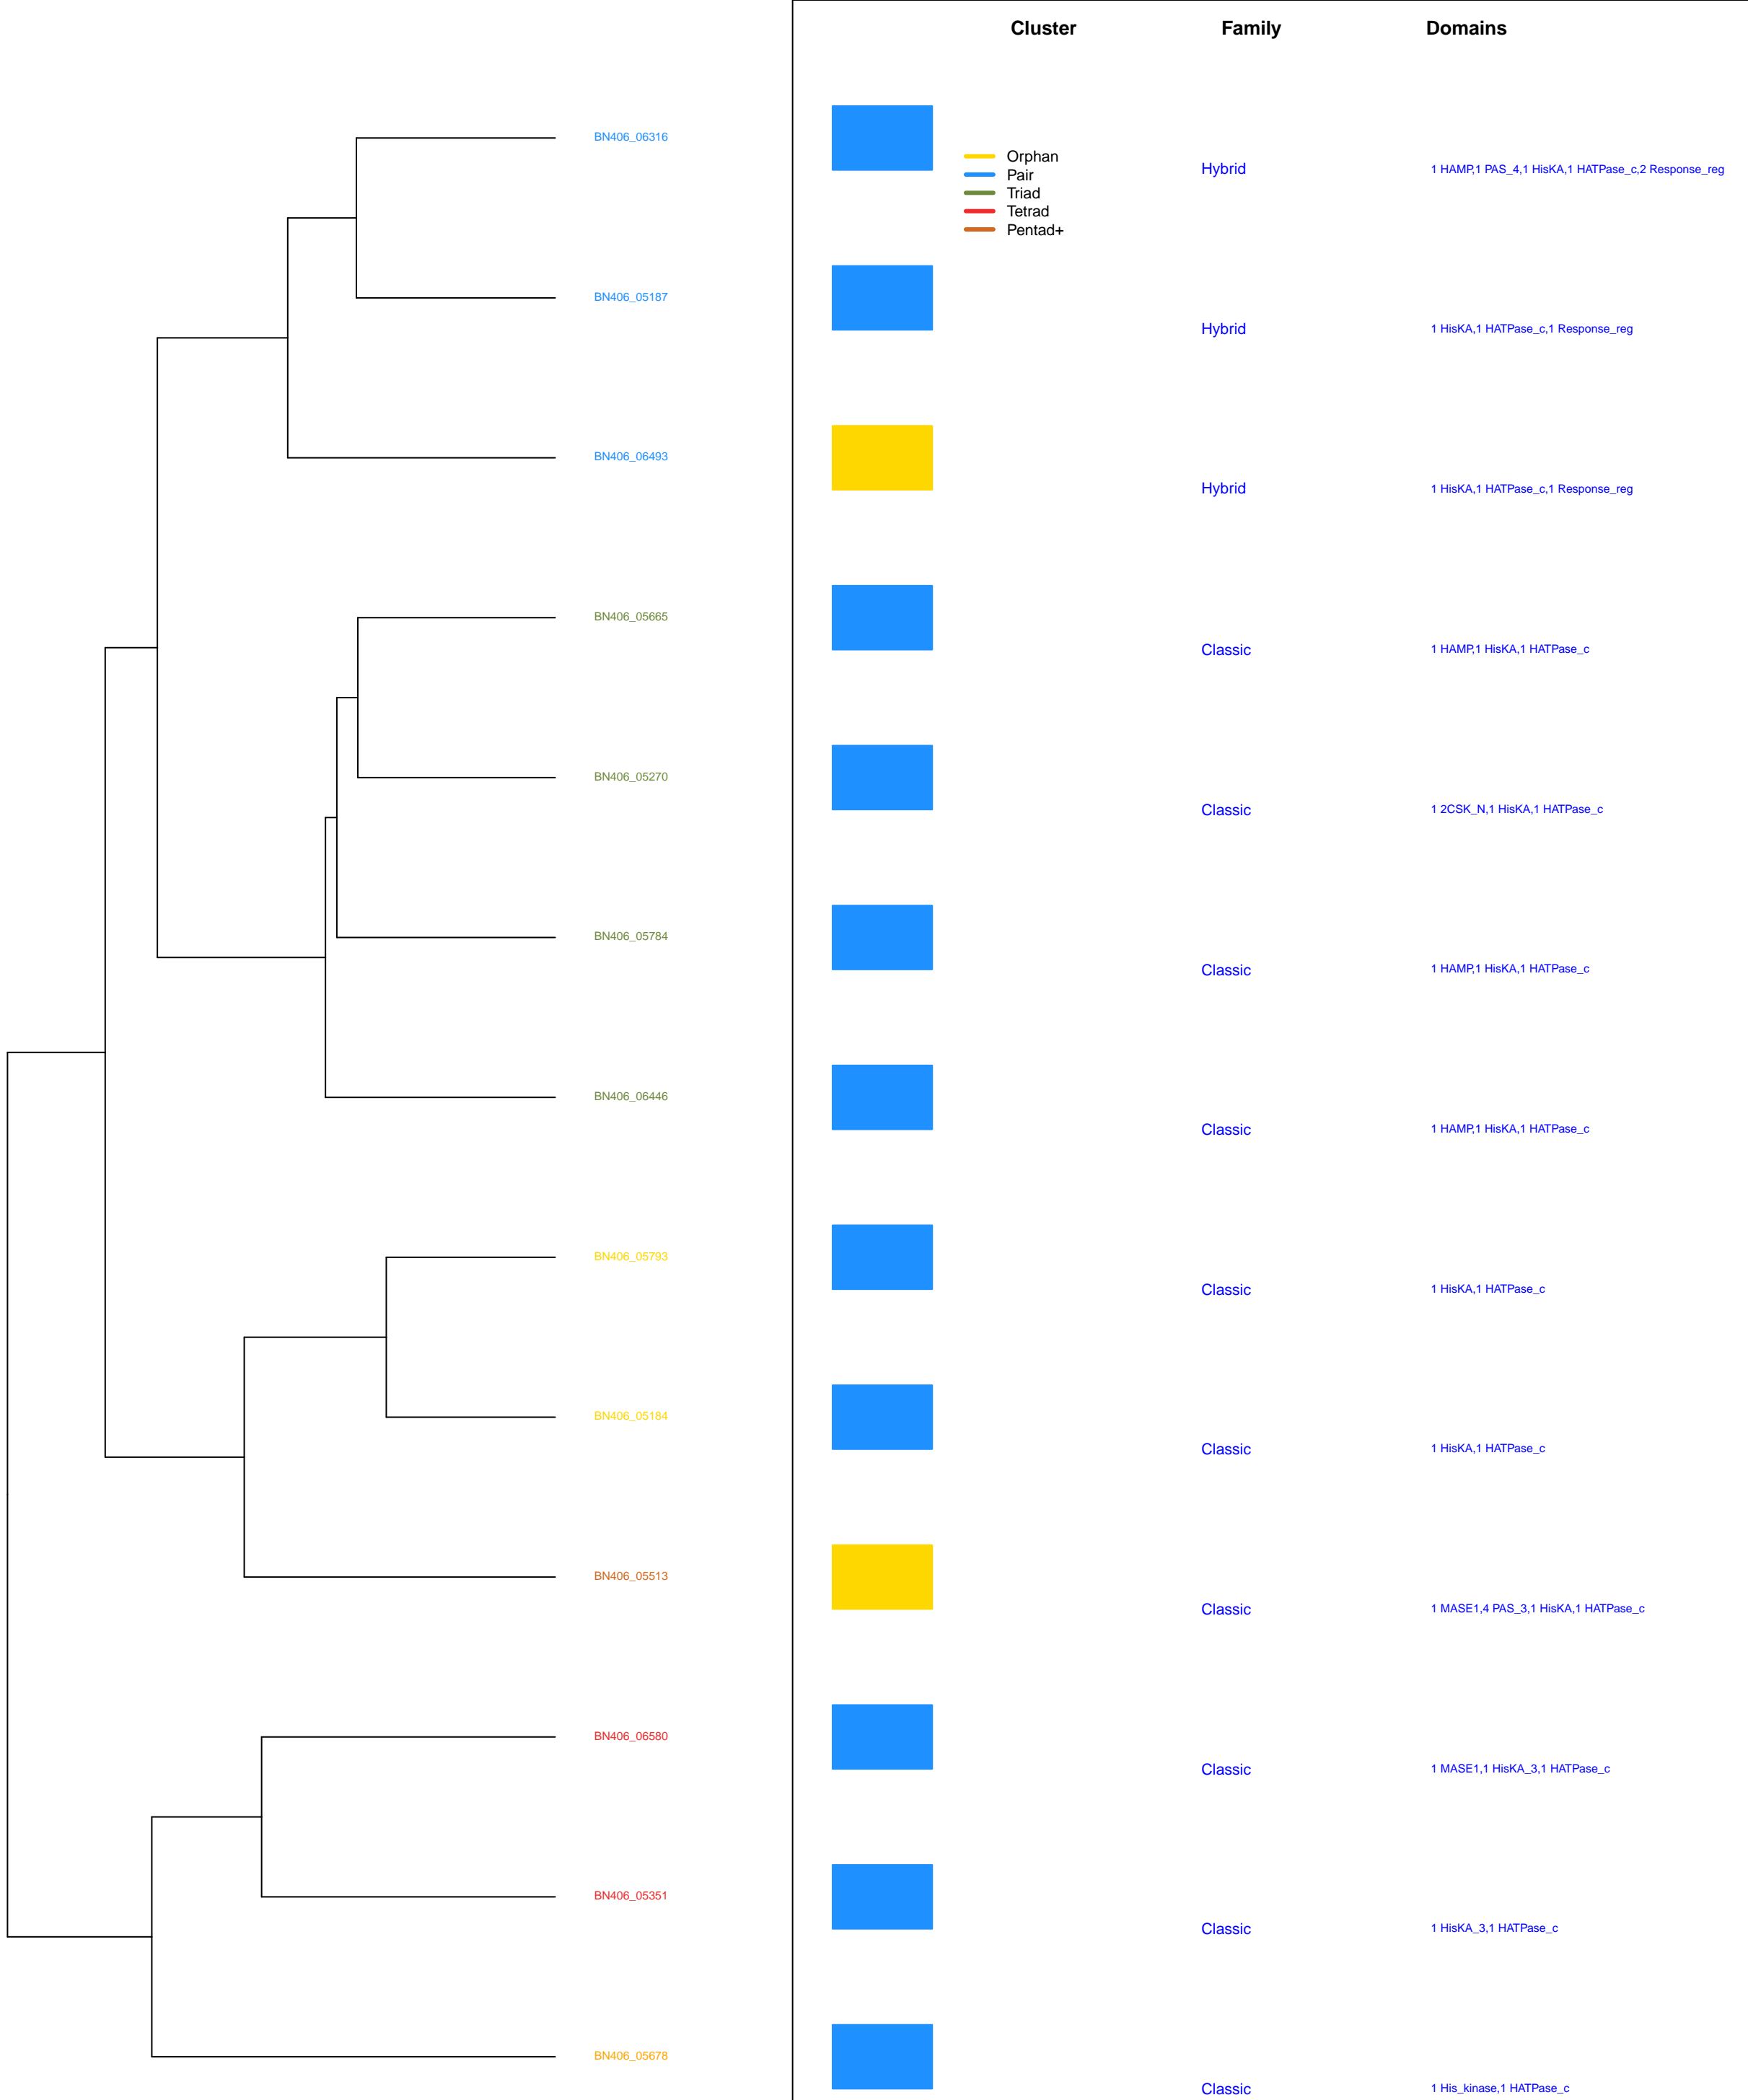 Cluster Family Domains
BN406_06316
Orphan
Pair
Triad
Tetrad
Pentad+
Hybrid 1 HAMP,1 PAS_4,1 HisKA,1 HATPase_c,2 Response_reg
BN406_05187
Hybrid 1 HisKA,1 HATPase_c,1 Response_reg
BN406_06493
Hybrid 1 HisKA,1 HATPase_c,1 Response_reg
BN406_05665
Classic 1 HAMP,1 HisKA,1 HATPase_c
BN406_05270
Classic 1 2CSK_N,1 HisKA,1 HATPase_c
BN406_05784
Classic 1 HAMP,1 HisKA,1 HATPase_c
BN406_06446
Classic 1 HAMP,1 HisKA,1 HATPase_c
BN406_05793
Classic 1 HisKA,1 HATPase_c
BN406_05184
Classic 1 HisKA,1 HATPase_c
BN406_05513
Classic 1 MASE1,4 PAS_3,1 HisKA,1 HATPase_c
BN406_06580
Classic 1 MASE1,1 HisKA_3,1 HATPase_c
BN406_05351
Classic 1 HisKA_3,1 HATPase_c
BN406_05678
Classic 1 His_kinase,1 HATPase_c